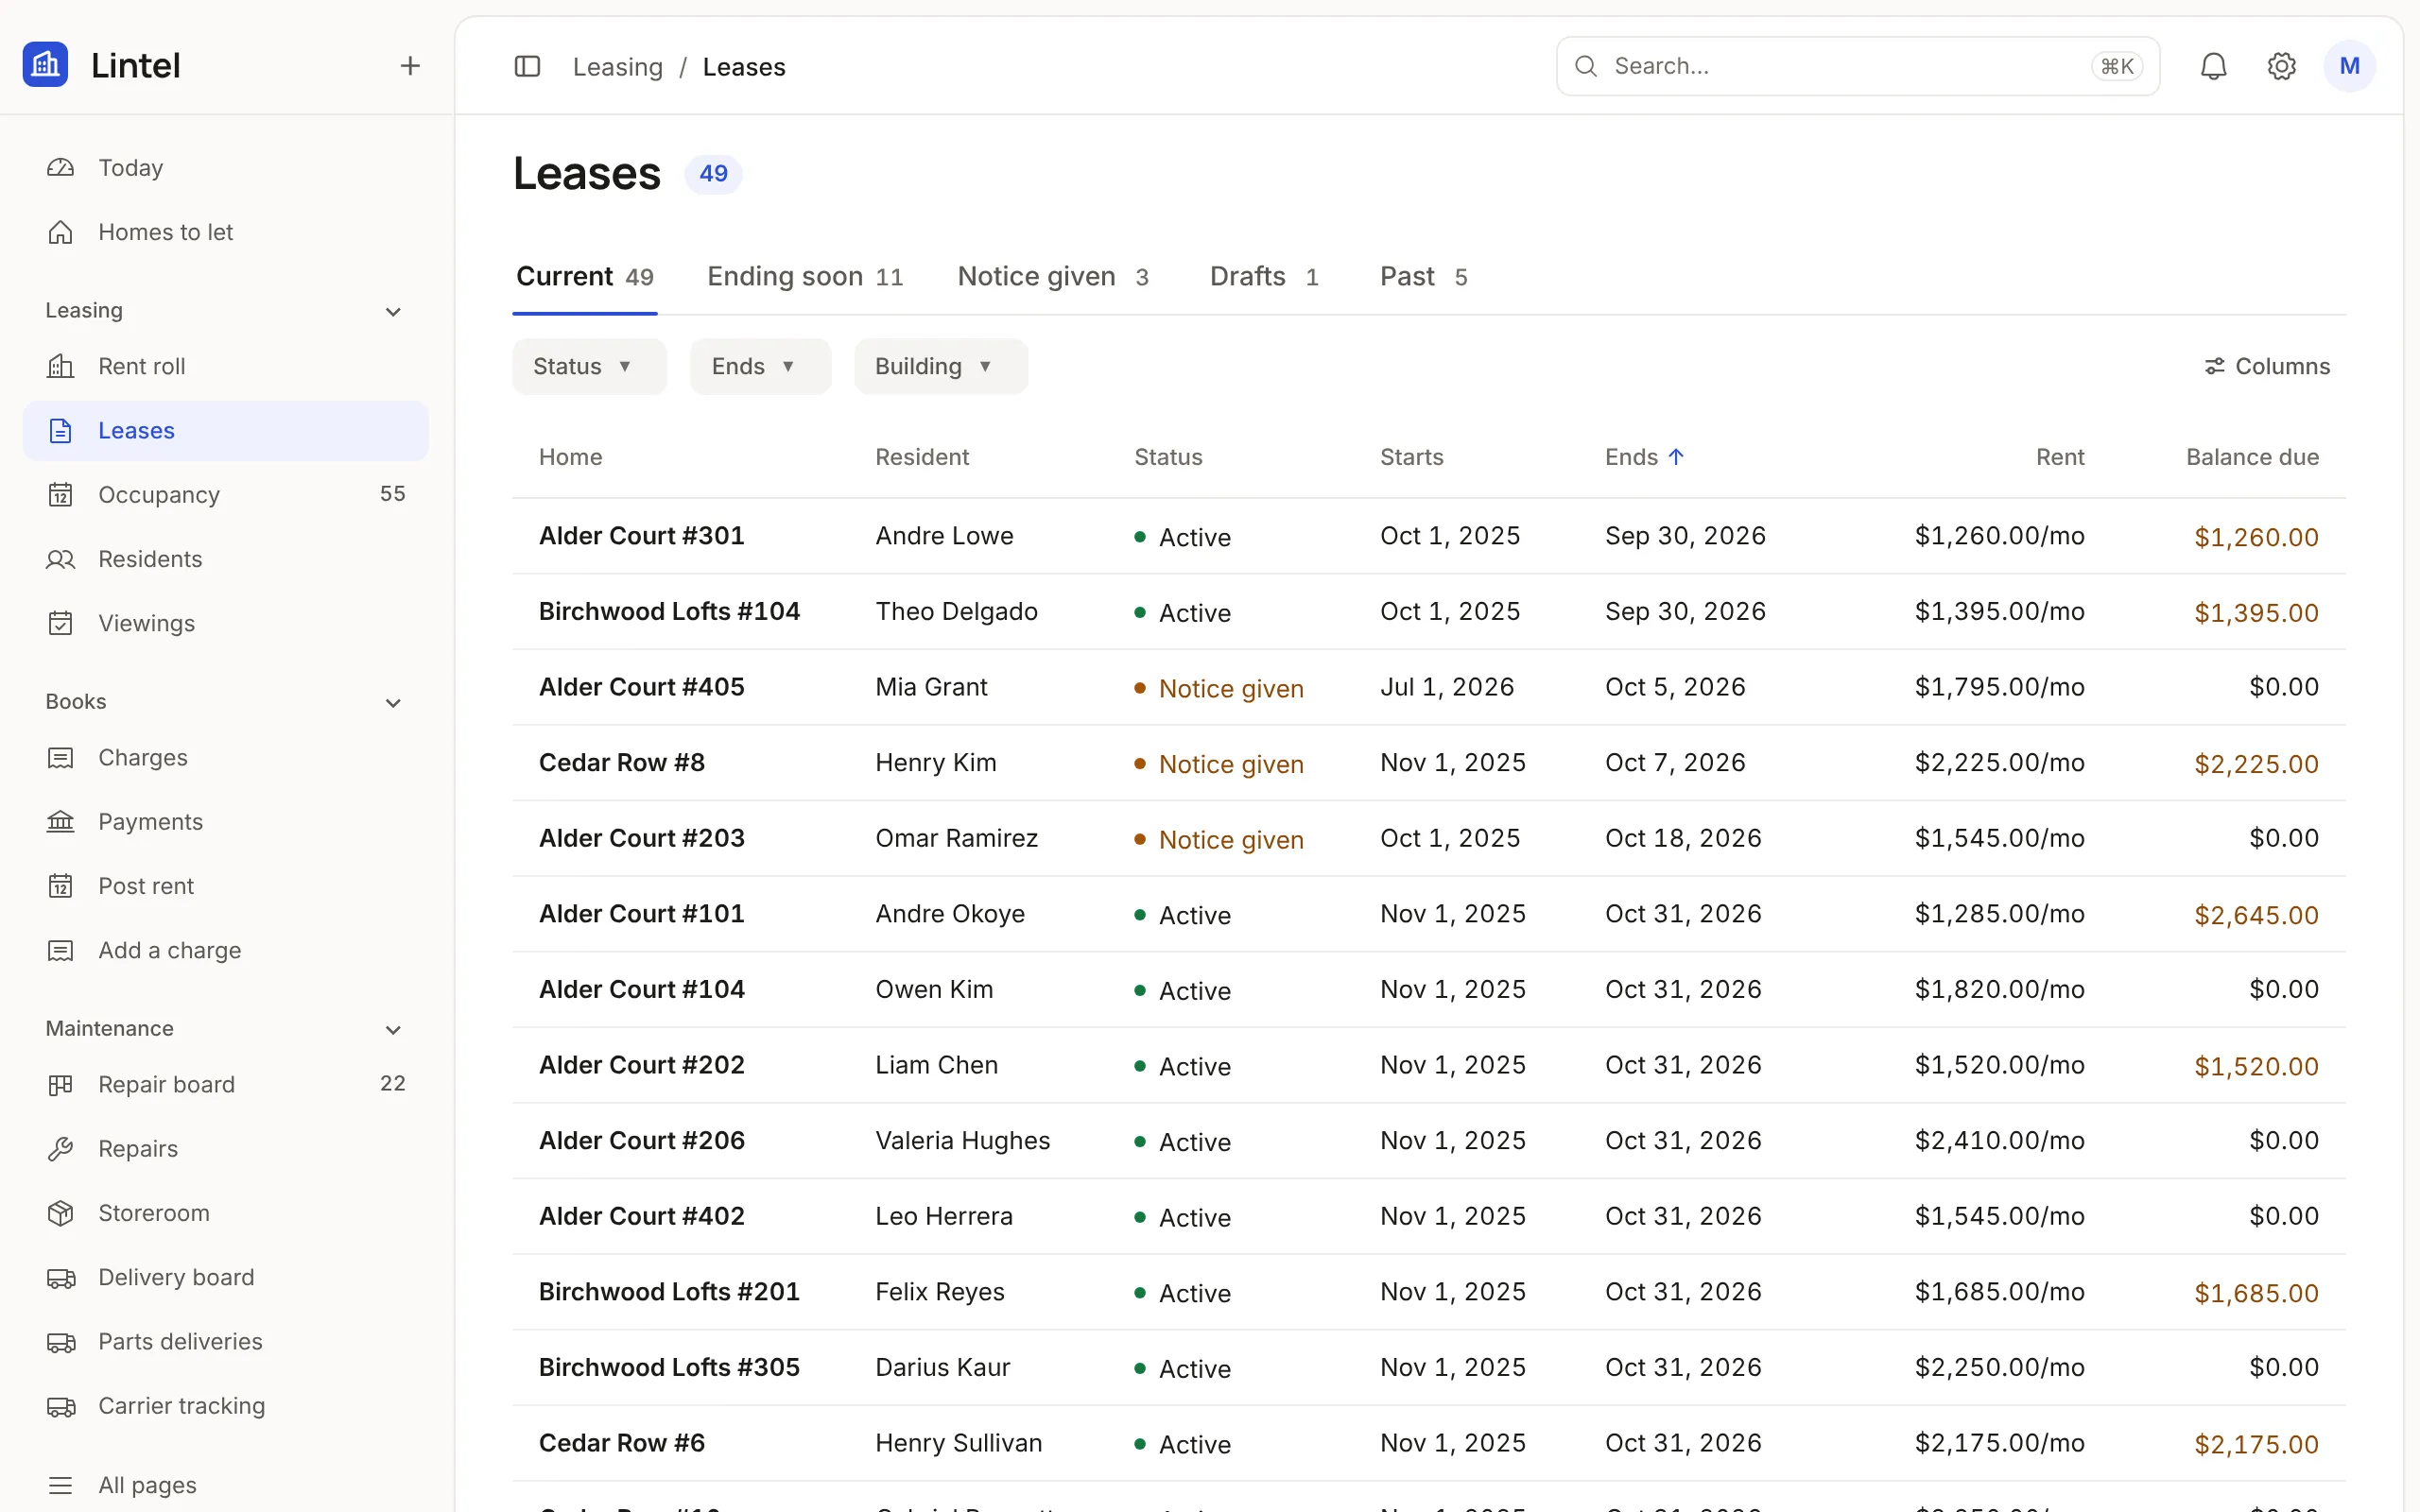 Lintel
Leasing / Leases
Search... ⌘K
M
Today
Homes to let
Leasing
Rent roll
Leases
Occupancy 55
Residents
Viewings
Books
Charges
Payments
Post rent
Add a charge
Maintenance
Repair board 22
Repairs
Storeroom
Delivery board
Parts deliveries
Carrier tracking
All pages
Leases 49
Current 49 Ending soon 11 Notice given 3 Drafts 1 Past 5
Status Ends Building Columns
Home Resident Status Starts Ends ↑ Rent Balance due
Alder Court #301 Andre Lowe Active Oct 1, 2025 Sep 30, 2026 $1,260.00/mo $1,260.00
Birchwood Lofts #104 Theo Delgado Active Oct 1, 2025 Sep 30, 2026 $1,395.00/mo $1,395.00
Alder Court #405 Mia Grant Notice given Jul 1, 2026 Oct 5, 2026 $1,795.00/mo $0.00
Cedar Row #8 Henry Kim Notice given Nov 1, 2025 Oct 7, 2026 $2,225.00/mo $2,225.00
Alder Court #203 Omar Ramirez Notice given Oct 1, 2025 Oct 18, 2026 $1,545.00/mo $0.00
Alder Court #101 Andre Okoye Active Nov 1, 2025 Oct 31, 2026 $1,285.00/mo $2,645.00
Alder Court #104 Owen Kim Active Nov 1, 2025 Oct 31, 2026 $1,820.00/mo $0.00
Alder Court #202 Liam Chen Active Nov 1, 2025 Oct 31, 2026 $1,520.00/mo $1,520.00
Alder Court #206 Valeria Hughes Active Nov 1, 2025 Oct 31, 2026 $2,410.00/mo $0.00
Alder Court #402 Leo Herrera Active Nov 1, 2025 Oct 31, 2026 $1,545.00/mo $0.00
Birchwood Lofts #201 Felix Reyes Active Nov 1, 2025 Oct 31, 2026 $1,685.00/mo $1,685.00
Birchwood Lofts #305 Darius Kaur Active Nov 1, 2025 Oct 31, 2026 $2,250.00/mo $0.00
Cedar Row #6 Henry Sullivan Active Nov 1, 2025 Oct 31, 2026 $2,175.00/mo $2,175.00